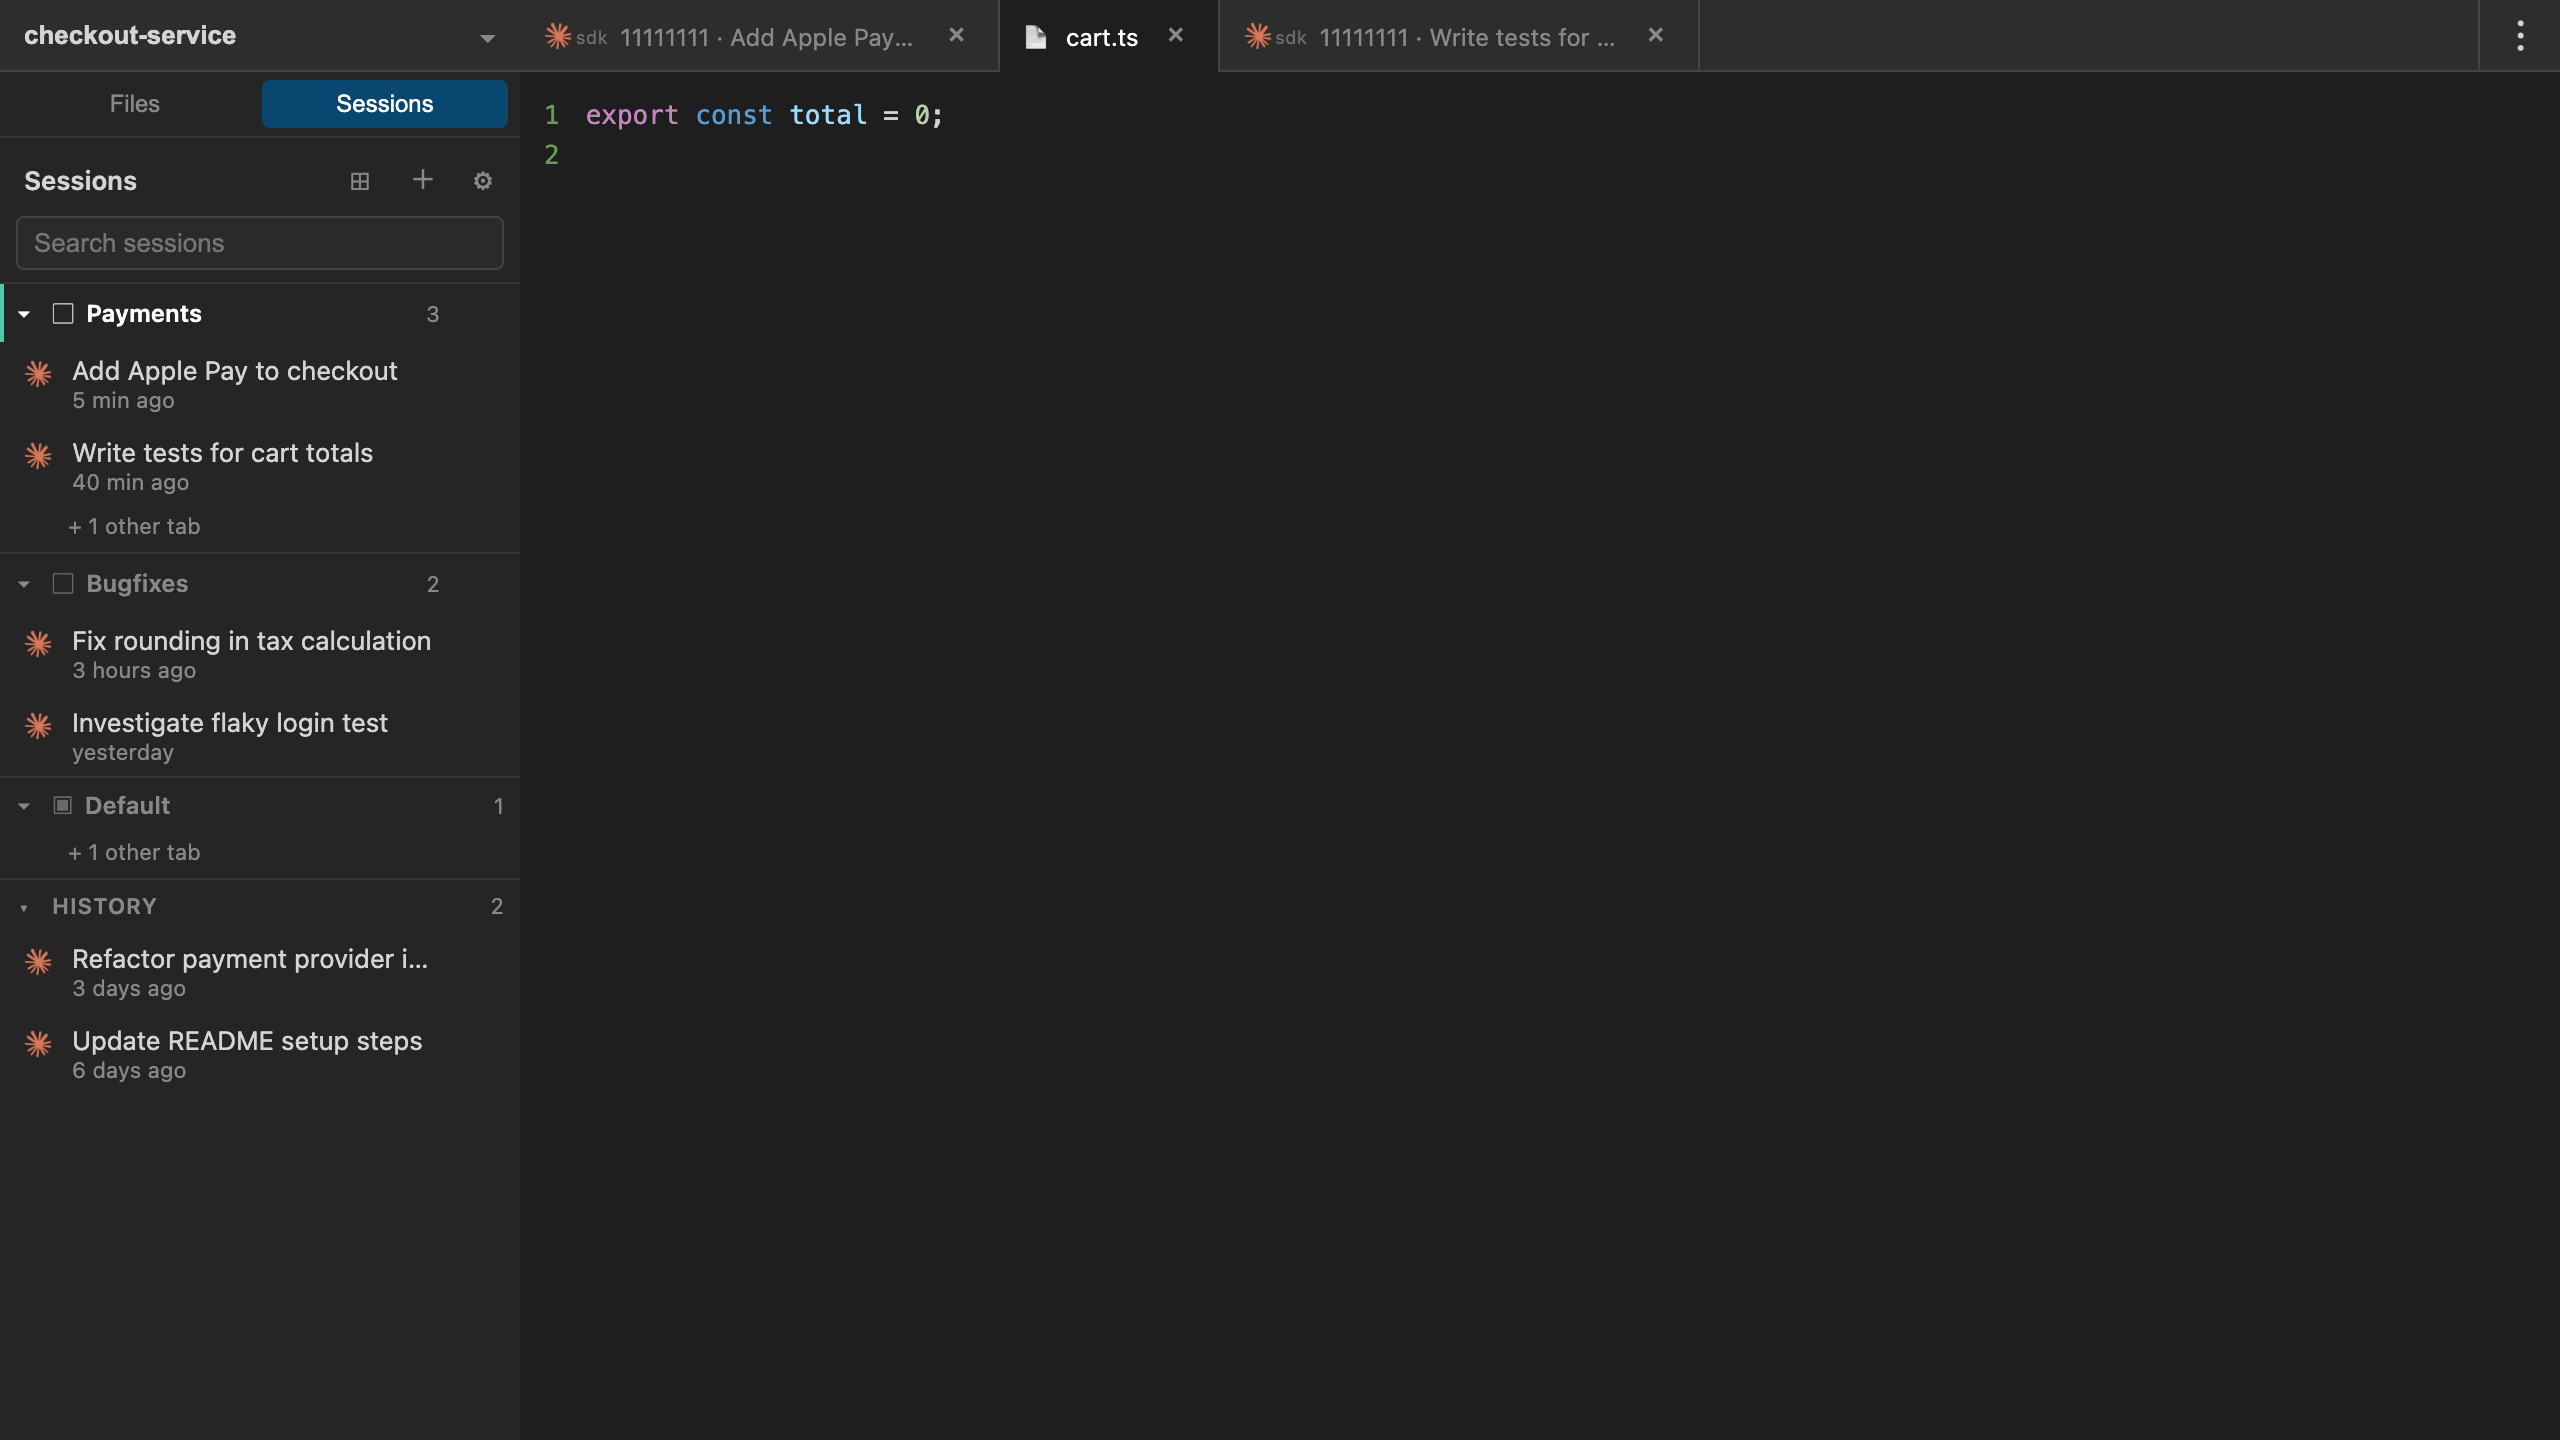 checkout-service
sdk 11111111 · Add Apple Pay...
cart.ts
sdk 11111111 · Write tests for ...
Files
Sessions
1 export const total = 0;
2
Sessions
Search sessions
Payments 3
Add Apple Pay to checkout
5 min ago
Write tests for cart totals
40 min ago
+ 1 other tab
Bugfixes 2
Fix rounding in tax calculation
3 hours ago
Investigate flaky login test
yesterday
Default 1
+ 1 other tab
HISTORY 2
Refactor payment provider i...
3 days ago
Update README setup steps
6 days ago